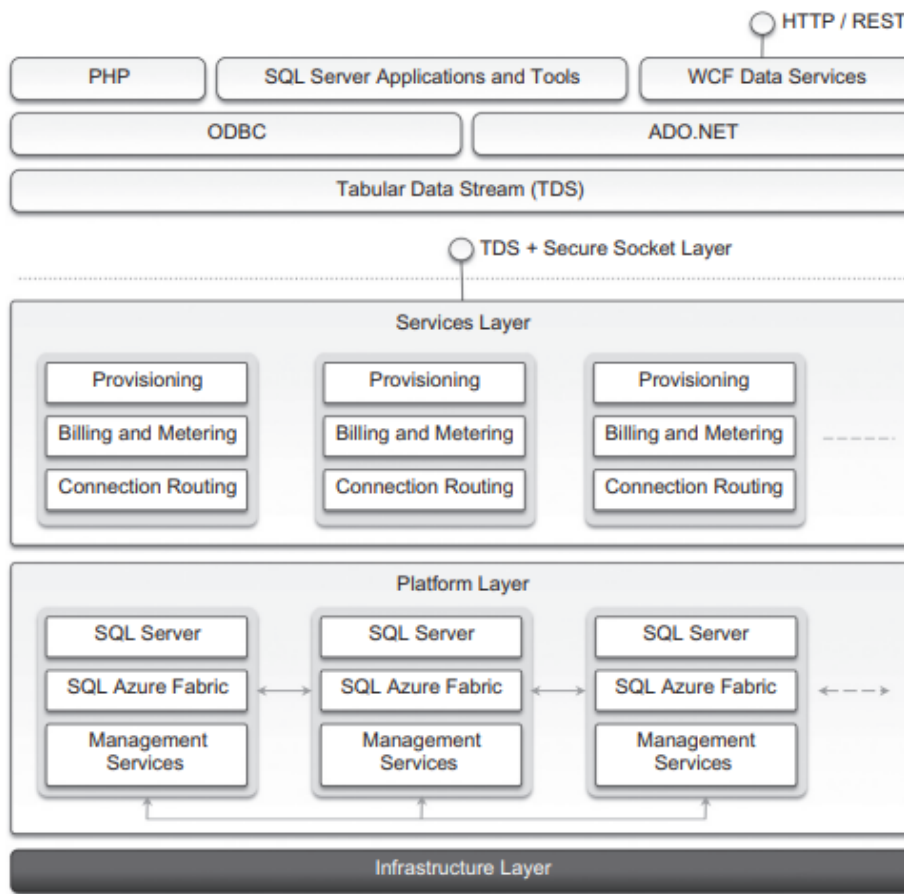 HTTP / REST
PHP
SQL Server Applications and Tools
WCF Data Services
ODBC
ADO.NET
Tabular Data Stream (TDS)
TDS + Secure Socket Layer
Services Layer
Provisioning
Billing and Metering
Connection Routing
Provisioning
Billing and Metering
Connection Routing
Provisioning
Billing and Metering
Connection Routing
Platform Layer
SQL Server
SQL Azure Fabric
Management
Services
SQL Server
SQL Azure Fabric
Management
Services
SQL Server
SQL Azure Fabric
Management
Services
Infrastructure Layer